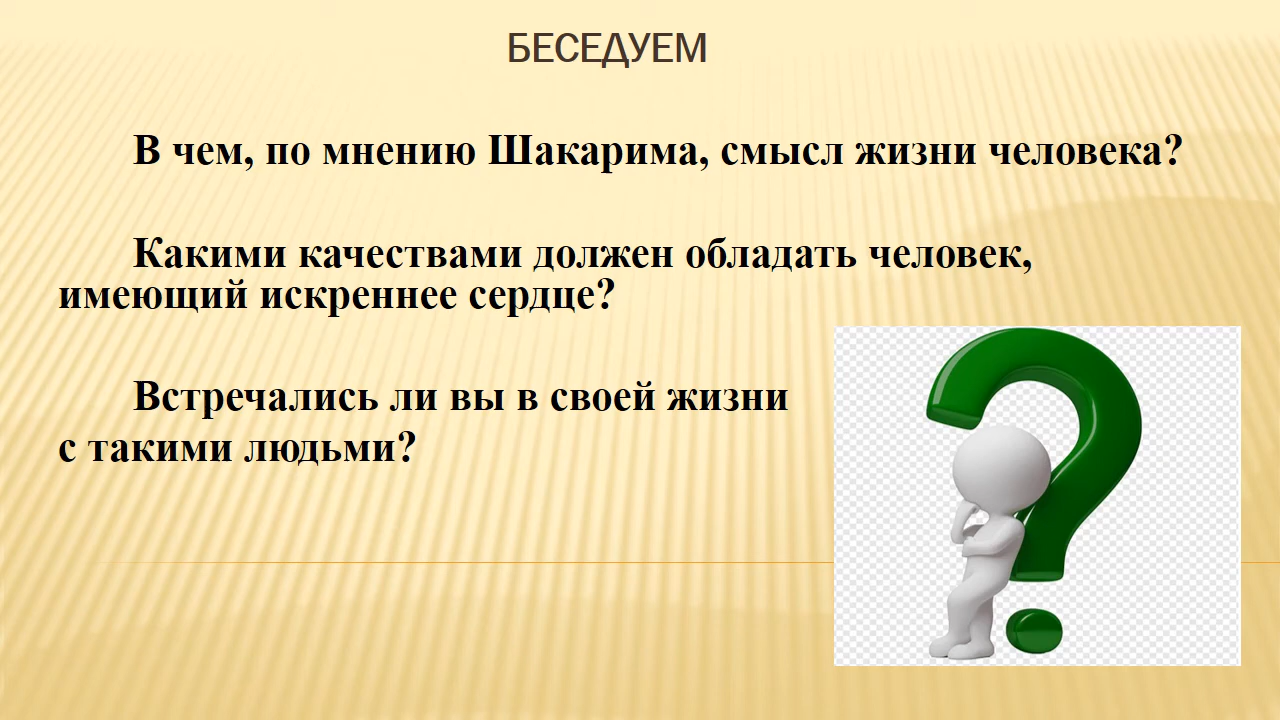 БЕСЕДУЕМ
В чем, по мнению Шакарима, смысл жизни человека?
Какими качествами должен обладать человек,
имеющий искреннее сердце?
Встречались ли вы в своей жизни
с такими людьми?